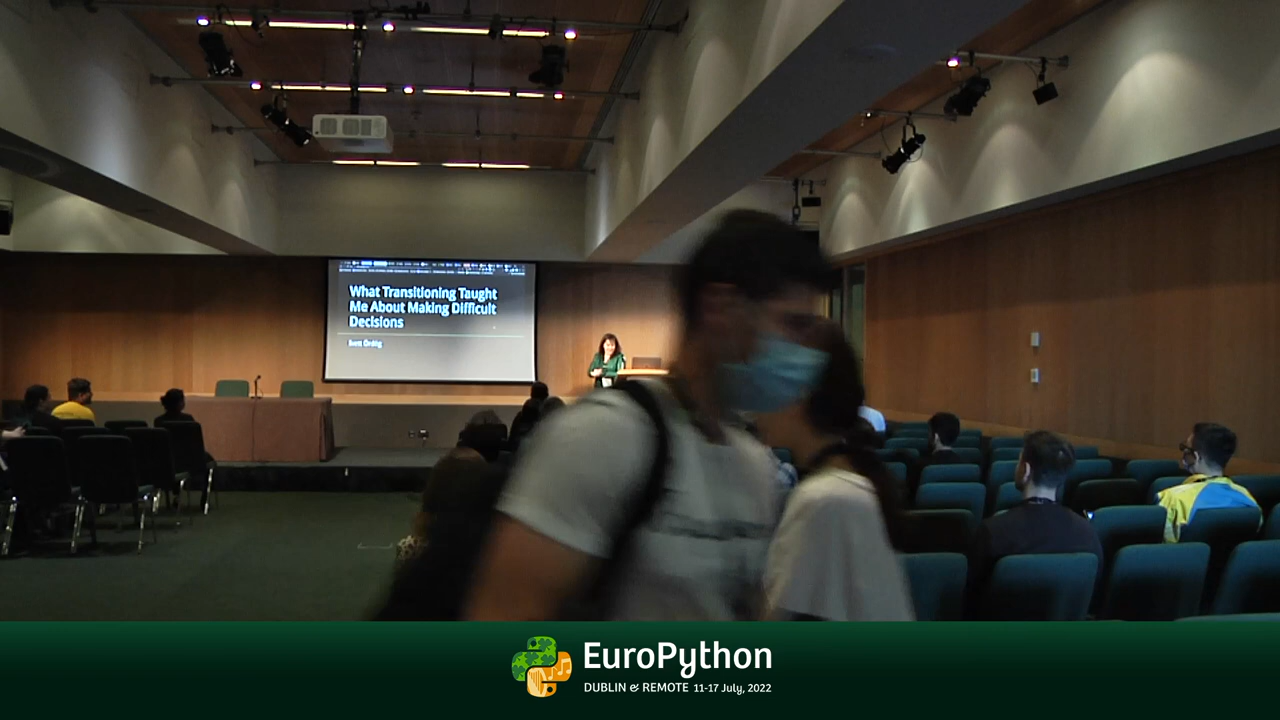 What Transitioning Taught
Me About Making Difficult
Decisions
EuroPython
DUBLIN & REMOTE 11-17 July, 2022